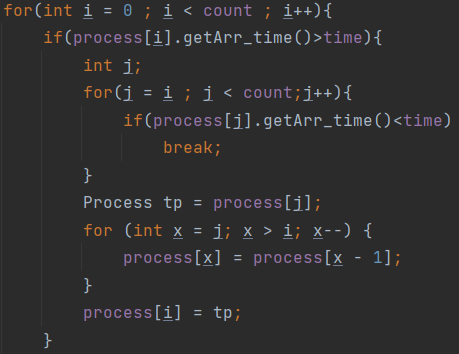 for(int i = 0 ; i < count ; i++){
    if(process[i].getArr_time()>time){
        int j;
        for(j = i ; j < count;j++){
            if(process[j].getArr_time()<time)
                break;
        }
        Process tp = process[j];
        for (int x = j; x > i; x--) {
            process[x] = process[x - 1];
        }
        process[i] = tp;
    }